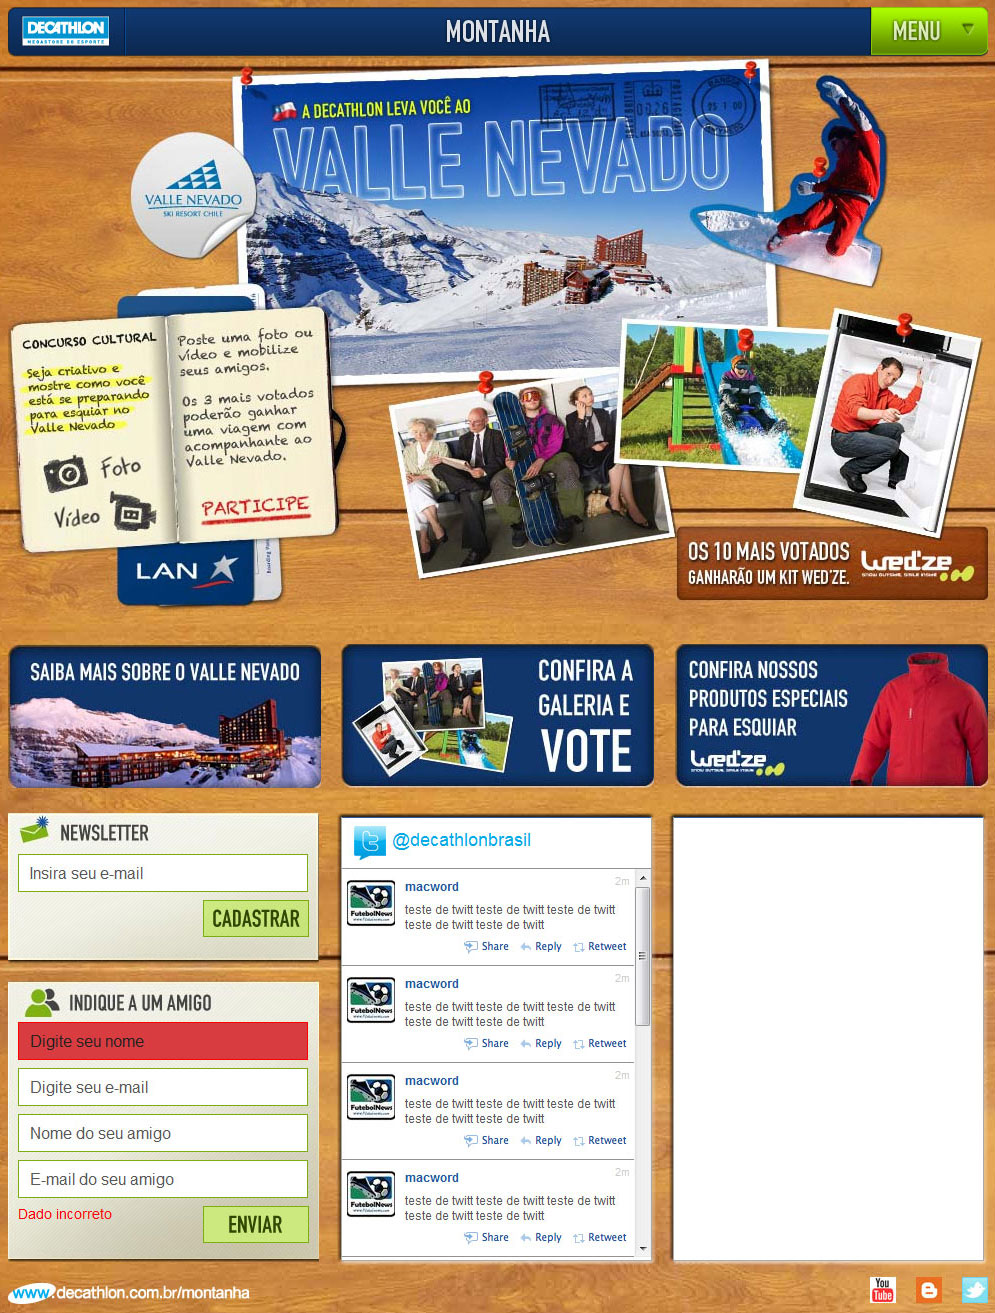 DECATHLON
MEGASTORE DO ESPORTE
MONTANHA
MENU
A DECATHLON LEVA VOCÊ AO
VALLE NEVADO
VALLE NEVADO
SKI RESORT CHILE
CONCURSO CULTURAL
Seja criativo e
mostre como você
está se preparando
para esquiar no
Valle Nevado
Foto
Vídeo
Poste uma foto ou
vídeo e mobilize
seus amigos.
Os 3 mais votados
poderão ganhar
uma viagem com
acompanhante ao
Valle Nevado.
PARTICIPE
LAN
OS 10 MAIS VOTADOS
GANHARÃO UM KIT WED'ZE.
wed'ze
SAIBA MAIS SOBRE O VALLE NEVADO
CONFIRA A
GALERIA E
VOTE
CONFIRA NOSSOS
PRODUTOS ESPECIAIS
PARA ESQUIAR
wed'ze
NEWSLETTER
Insira seu e-mail
CADASTRAR
INDIQUE A UM AMIGO
Digite seu nome
Digite seu e-mail
Nome do seu amigo
E-mail do seu amigo
Dado incorreto
ENVIAR
@decathlonbrasil
FutebolNews
macword 2m
teste de twitt teste de twitt teste de twitt
teste de twitt teste de twitt
Share Reply Retweet
FutebolNews
macword 2m
teste de twitt teste de twitt teste de twitt
teste de twitt teste de twitt
Share Reply Retweet
FutebolNews
macword 2m
teste de twitt teste de twitt teste de twitt
teste de twitt teste de twitt
Share Reply Retweet
FutebolNews
macword 2m
teste de twitt teste de twitt teste de twitt
teste de twitt teste de twitt
Share Reply Retweet
www.decathlon.com.br/montanha
You
Tube